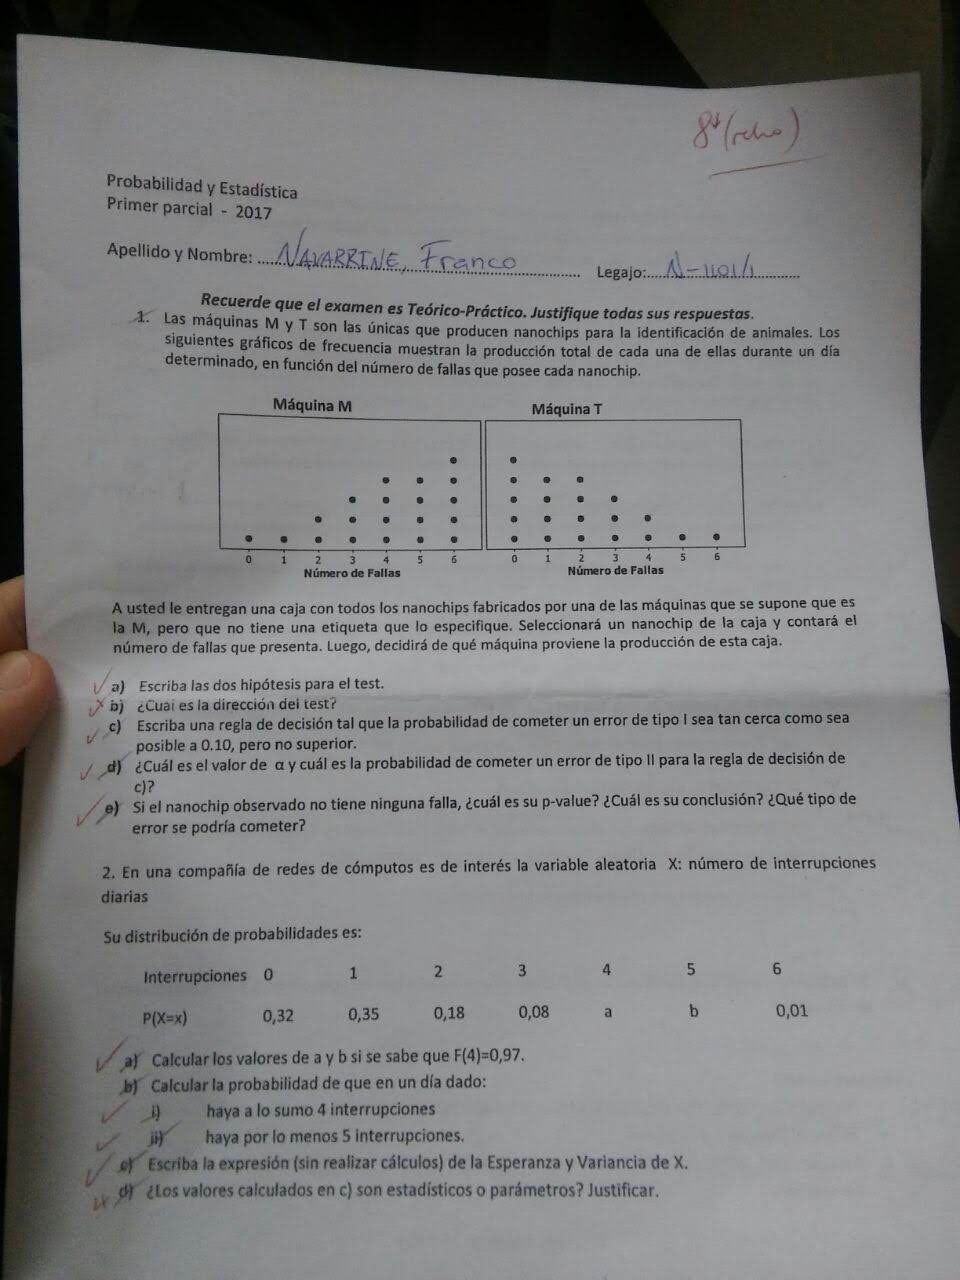 8 (reho)
Probabilidad y Estadística
Primer parcial - 2017
Apellido y Nombre: NAVARRINE, Franco Legajo: N-1101/1
Recuerde que el examen es Teórico-Práctico. Justifique todas sus respuestas.
1. Las máquinas M y T son las únicas que producen nanochips para la identificación de animales. Los
siguientes gráficos de frecuencia muestran la producción total de cada una de ellas durante un día
determinado, en función del número de fallas que posee cada nanochip.
Máquina M Máquina T
0 1 2 3 4 5 6 0 1 2 3 4 5 6
Número de Fallas Número de Fallas
A usted le entregan una caja con todos los nanochips fabricados por una de las máquinas que se supone que es
la M, pero que no tiene una etiqueta que lo especifique. Seleccionará un nanochip de la caja y contará el
número de fallas que presenta. Luego, decidirá de qué máquina proviene la producción de esta caja.
a) Escriba las dos hipótesis para el test.
b) ¿Cuál es la dirección del test?
c) Escriba una regla de decisión tal que la probabilidad de cometer un error de tipo I sea tan cerca como sea
posible a 0.10, pero no superior.
d) ¿Cuál es el valor de α y cuál es la probabilidad de cometer un error de tipo II para la regla de decisión de
c)?
e) Si el nanochip observado no tiene ninguna falla, ¿cuál es su p-value? ¿Cuál es su conclusión? ¿Qué tipo de
error se podría cometer?
2. En una compañía de redes de cómputos es de interés la variable aleatoria X: número de interrupciones
diarias
Su distribución de probabilidades es:
Interrupciones 0 1 2 3 4 5 6
P(X=x) 0,32 0,35 0,18 0,08 a b 0,01
a) Calcular los valores de a y b si se sabe que F(4)=0,97.
b) Calcular la probabilidad de que en un día dado:
i) haya a lo sumo 4 interrupciones
ii) haya por lo menos 5 interrupciones.
c) Escriba la expresión (sin realizar cálculos) de la Esperanza y Variancia de X.
d) ¿Los valores calculados en c) son estadísticos o parámetros? Justificar.